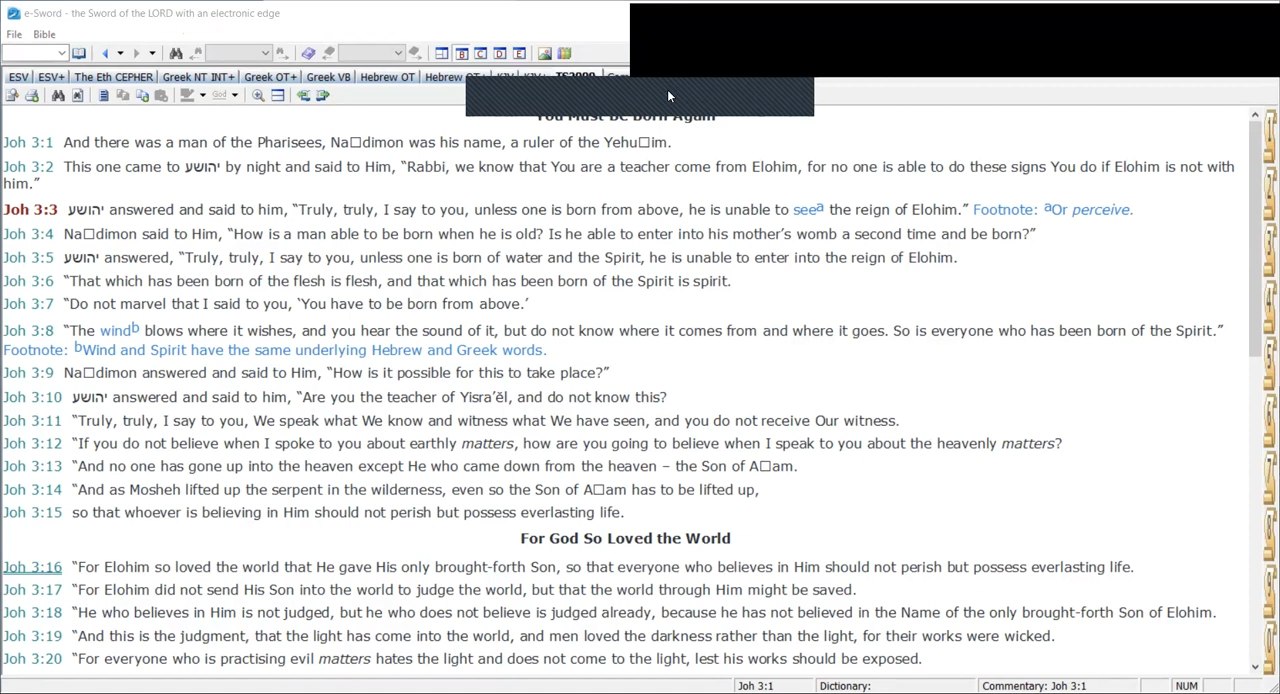 e-Sword - the Sword of the LORD with an electronic edge
File Bible
B C D E
ESV ESV+ The Eth CEPHER Greek NT INT+ Greek OT+ Greek VB Hebrew OT Hebrew
God
You Must Be Born Again
Joh 3:1 And there was a man of the Pharisees, Na□dimon was his name, a ruler of the Yehu□im.
Joh 3:2 This one came to יהושע by night and said to Him, “Rabbi, we know that You are a teacher come from Elohim, for no one is able to do these signs You do if Elohim is not with
him.”
Joh 3:3 יהושע answered and said to him, “Truly, truly, I say to you, unless one is born from above, he is unable to seea the reign of Elohim.” Footnote: aOr perceive.
Joh 3:4 Na□dimon said to Him, “How is a man able to be born when he is old? Is he able to enter into his mother’s womb a second time and be born?”
Joh 3:5 יהושע answered, “Truly, truly, I say to you, unless one is born of water and the Spirit, he is unable to enter into the reign of Elohim.
Joh 3:6 “That which has been born of the flesh is flesh, and that which has been born of the Spirit is spirit.
Joh 3:7 “Do not marvel that I said to you, ‘You have to be born from above.’
Joh 3:8 “The windb blows where it wishes, and you hear the sound of it, but do not know where it comes from and where it goes. So is everyone who has been born of the Spirit.”
Footnote: bWind and Spirit have the same underlying Hebrew and Greek words.
Joh 3:9 Na□dimon answered and said to Him, “How is it possible for this to take place?”
Joh 3:10 יהושע answered and said to him, “Are you the teacher of Yisra’ĕl, and do not know this?
Joh 3:11 “Truly, truly, I say to you, We speak what We know and witness what We have seen, and you do not receive Our witness.
Joh 3:12 “If you do not believe when I spoke to you about earthly matters, how are you going to believe when I speak to you about the heavenly matters?
Joh 3:13 “And no one has gone up into the heaven except He who came down from the heaven – the Son of A□am.
Joh 3:14 “And as Mosheh lifted up the serpent in the wilderness, even so the Son of A□am has to be lifted up,
Joh 3:15 so that whoever is believing in Him should not perish but possess everlasting life.
For God So Loved the World
Joh 3:16 “For Elohim so loved the world that He gave His only brought-forth Son, so that everyone who believes in Him should not perish but possess everlasting life.
Joh 3:17 “For Elohim did not send His Son into the world to judge the world, but that the world through Him might be saved.
Joh 3:18 “He who believes in Him is not judged, but he who does not believe is judged already, because he has not believed in the Name of the only brought-forth Son of Elohim.
Joh 3:19 “And this is the judgment, that the light has come into the world, and men loved the darkness rather than the light, for their works were wicked.
Joh 3:20 “For everyone who is practising evil matters hates the light and does not come to the light, lest his works should be exposed.
Joh 3:1 Dictionary: Commentary: Joh 3:1 NUM
1
2
3
4
5
6
7
8
9
0